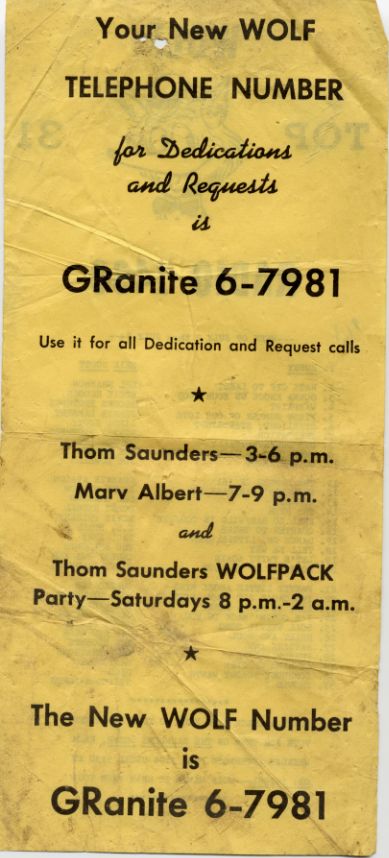 Your New WOLF
TELEPHONE NUMBER
for Dedications
and Requests
is
GRanite 6-7981
Use it for all Dedication and Request calls
★
Thom Saunders—3-6 p.m.
Marv Albert—7-9 p.m.
and
Thom Saunders WOLFPACK
Party—Saturdays 8 p.m.-2 a.m.
★
The New WOLF Number
is
GRanite 6-7981